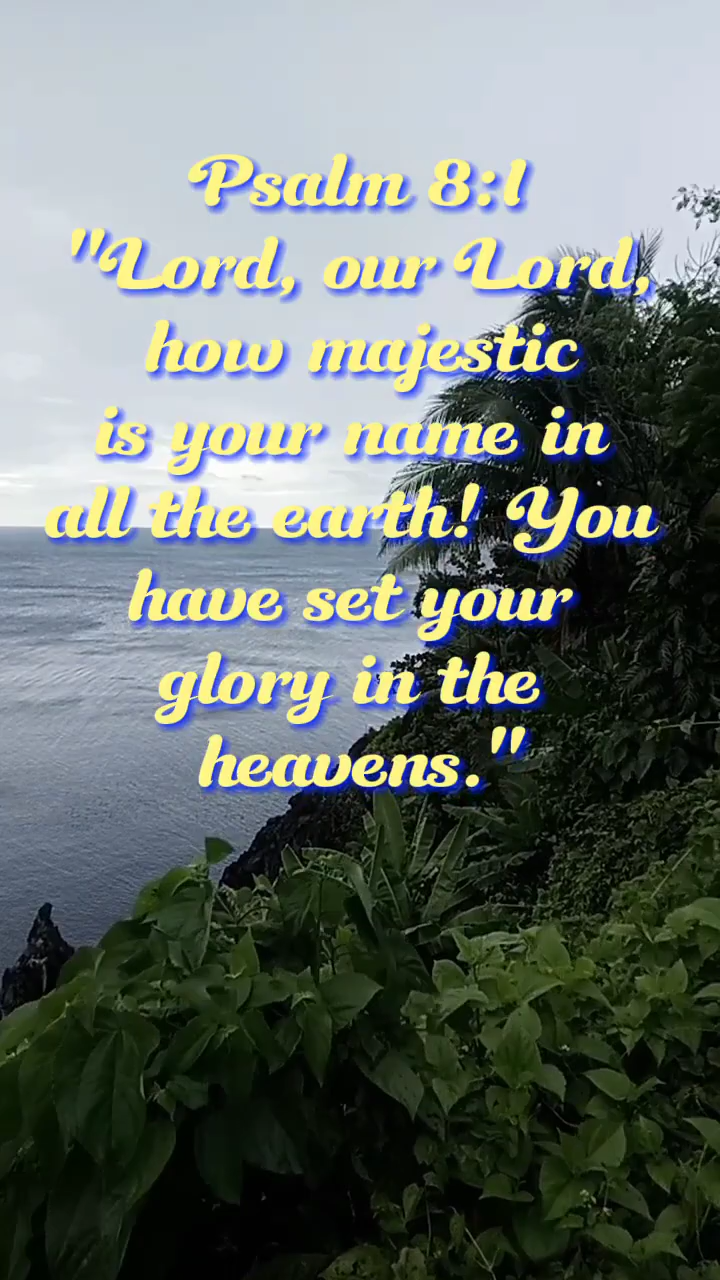 Psalm 8:1
"Lord, our Lord,
how majestic
is your name in
all the earth! You
have set your
glory in the
heavens."